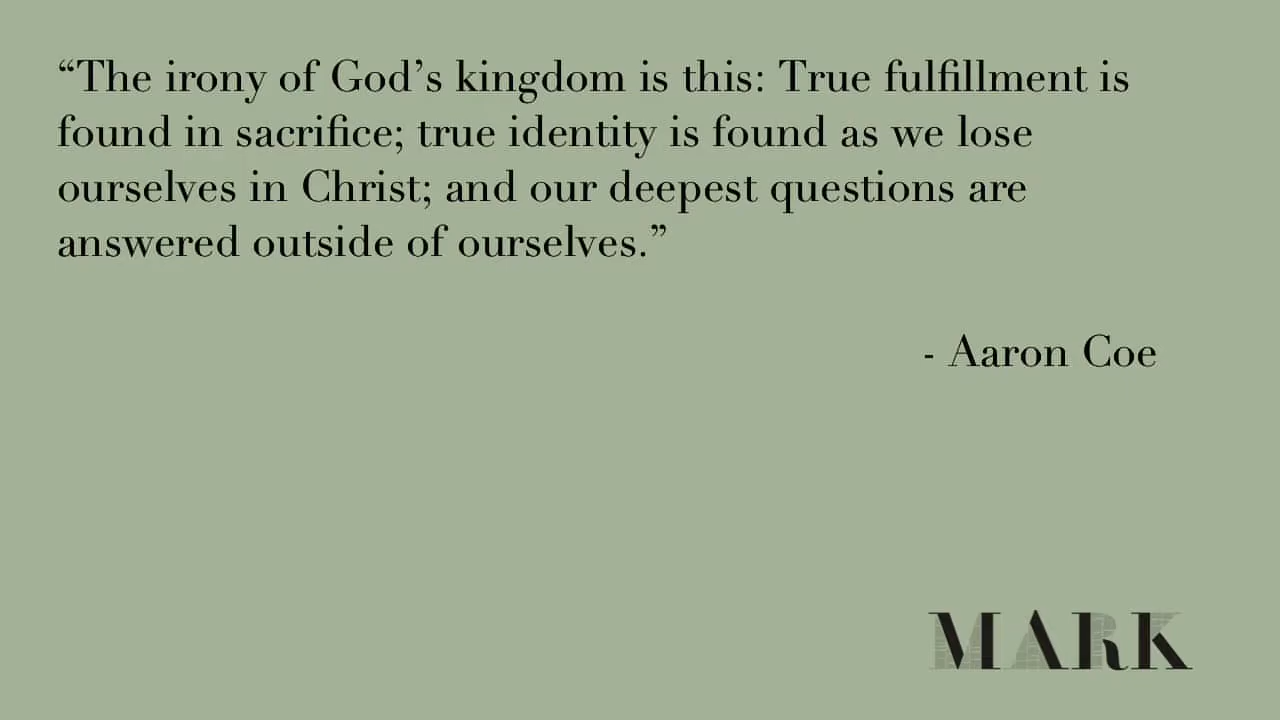 “The irony of God’s kingdom is this: True fulfillment is
found in sacrifice; true identity is found as we lose
ourselves in Christ; and our deepest questions are
answered outside of ourselves.”
- Aaron Coe
MARK